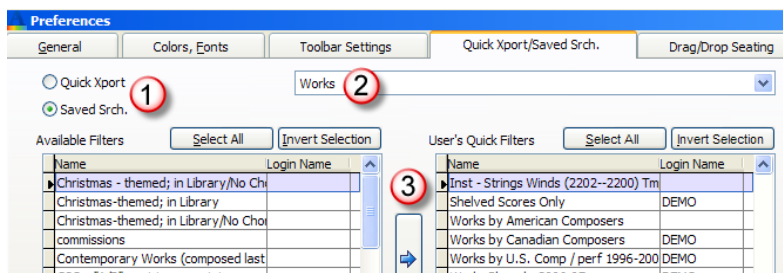 Preferences
General Colors, Fonts Toolbar Settings Quick Xport/Saved Srch. Drag/Drop Seating
Quick Xport 1 Works 2
Saved Srch.
Available Filters Select All Invert Selection User's Quick Filters Select All Invert Selection
Name Login Name Name Login Name
Christmas - themed; in Library/No Cho 3 Inst - Strings Winds (2202--2200) Tm
Christmas-themed; in Library Shelved Scores Only DEMO
Christmas-themed; in Library/No Chor Works by American Composers
commissions Works by Canadian Composers DEMO
Contemporary Works (composed last Works by U.S. Comp / perf 1996-200 DEMO